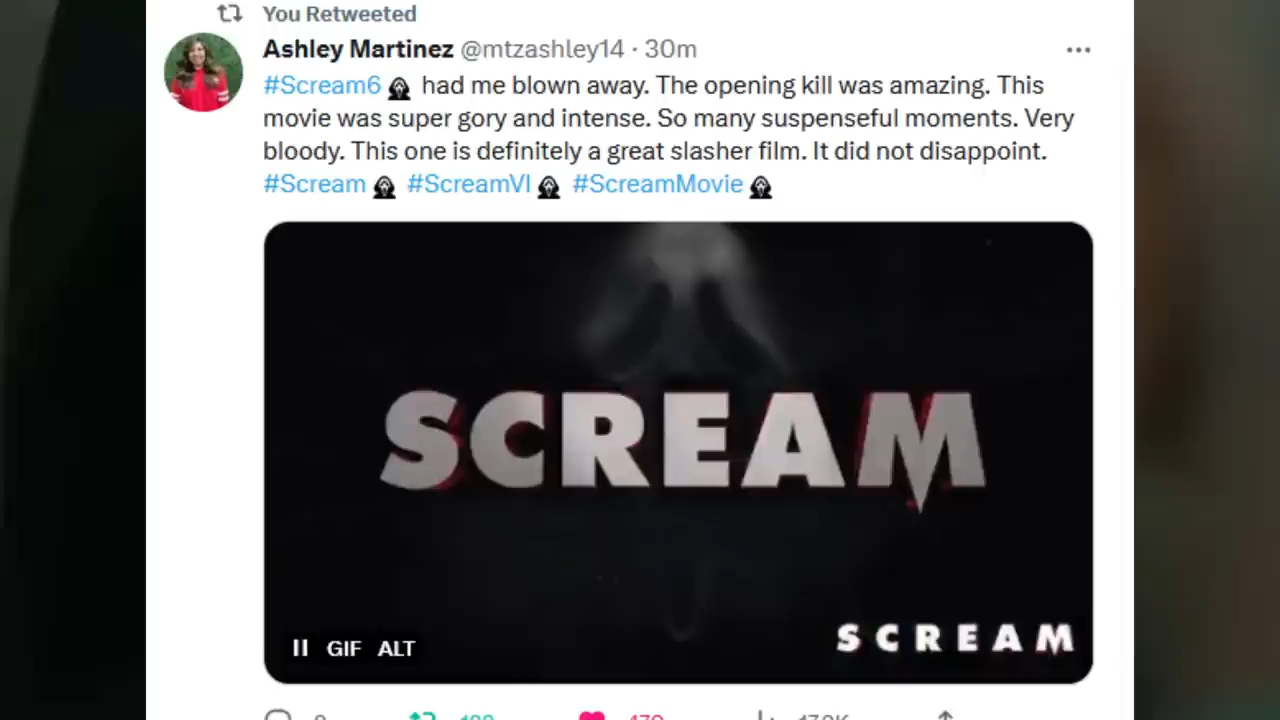 You Retweeted
Ashley Martinez @mtzashley14 · 30m
#Scream6 had me blown away. The opening kill was amazing. This
movie was super gory and intense. So many suspenseful moments. Very
bloody. This one is definitely a great slasher film. It did not disappoint.
#Scream #ScreamVI #ScreamMovie
SCREAM
GIF ALT
SCREAM